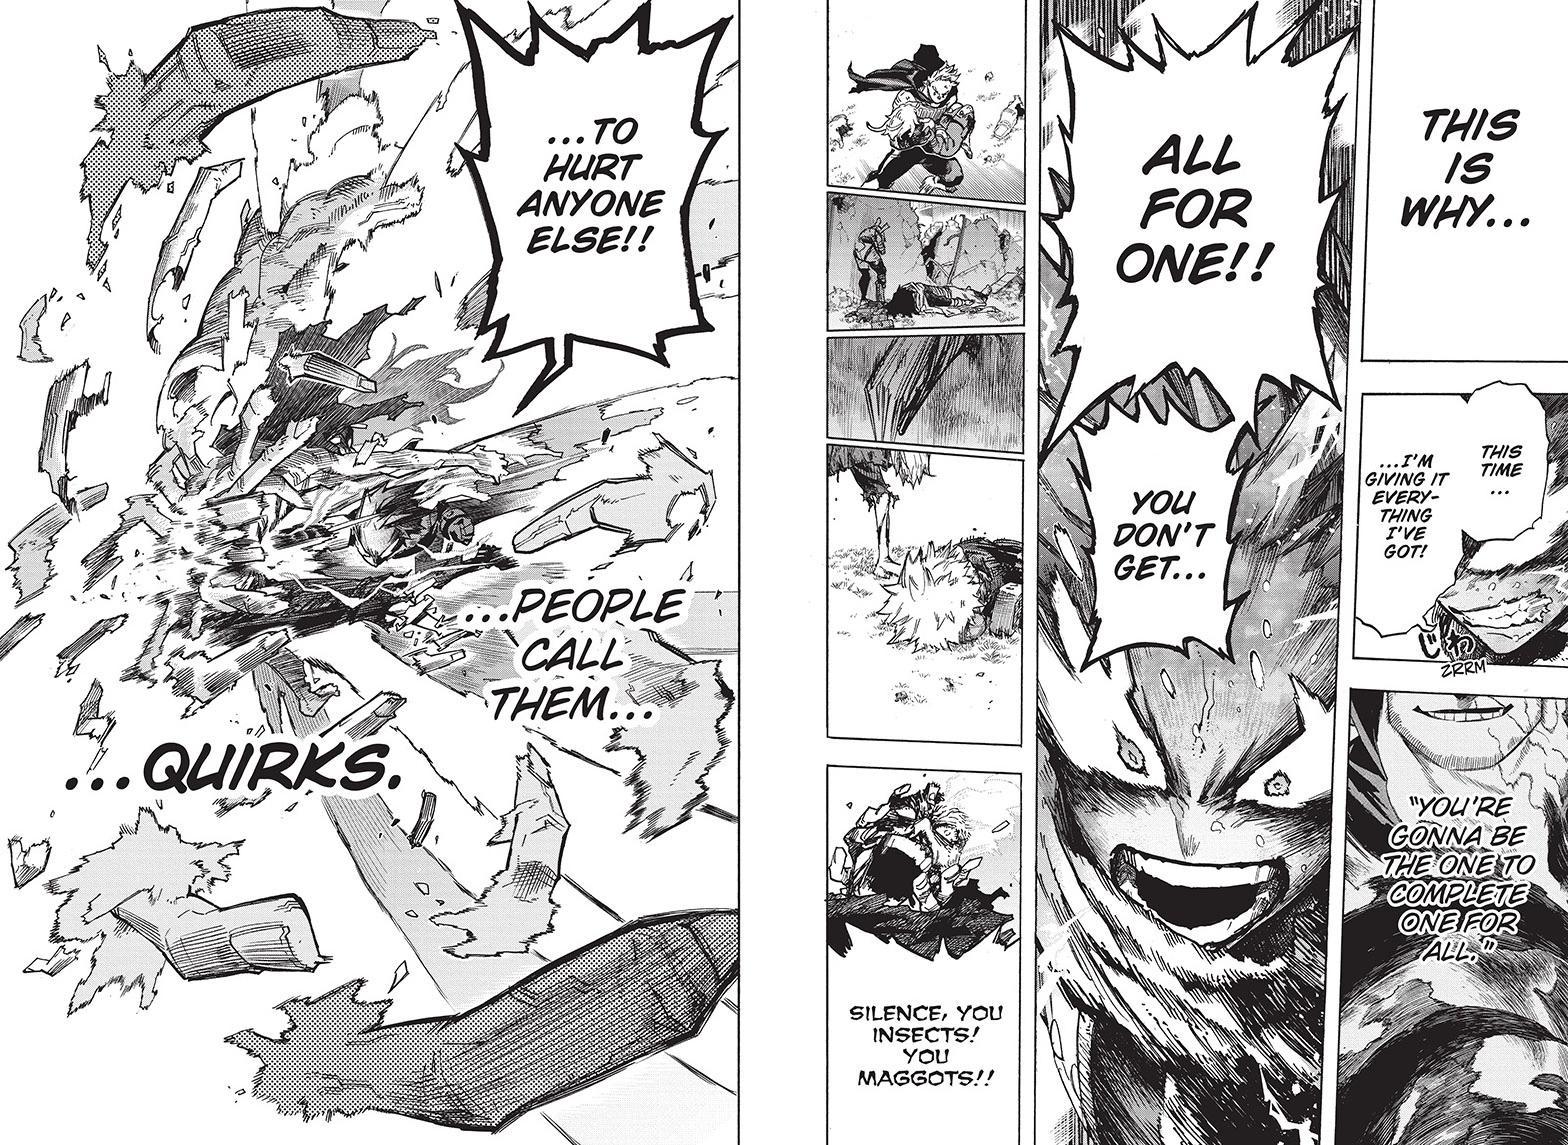 THIS
IS
WHY...
THIS
TIME
...
...I'M
GIVING IT
EVERY-
THING
I'VE
GOT!
じわ
ZRRM
"YOU'RE
GONNA BE
THE ONE TO
COMPLETE
ONE FOR
ALL."
ALL
FOR
ONE!!
YOU
DON'T
GET...
SILENCE, YOU
INSECTS!
YOU
MAGGOTS!!
...TO
HURT
ANYONE
ELSE!!
...PEOPLE
CALL
THEM...
...QUIRKS.